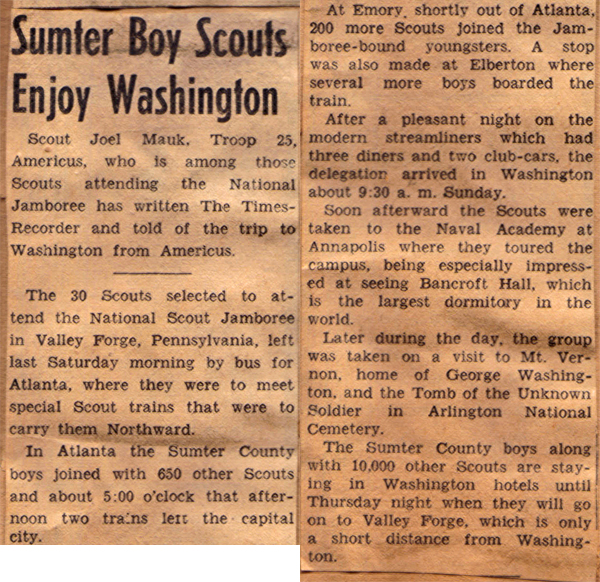 Sumter Boy Scouts
Enjoy Washington
Scout Joel Mauk, Troop 25,
Americus, who is among those
Scouts attending the National
Jamboree has written The Times-
Recorder and told of the trip to
Washington from Americus.
The 30 Scouts selected to at-
tend the National Scout Jamboree
in Valley Forge, Pennsylvania, left
last Saturday morning by bus for
Atlanta, where they were to meet
special Scout trains that were to
carry them Northward.
In Atlanta the Sumter County
boys joined with 650 other Scouts
and about 5:00 o'clock that after-
noon two trains left the capital
city.
At Emory, shortly out of Atlanta,
200 more Scouts joined the Jam-
boree-bound youngsters. A stop
was also made at Elberton where
several more boys boarded the
train.
After a pleasant night on the
modern streamliners which had
three diners and two club-cars, the
delegation arrived in Washington
about 9:30 a. m. Sunday.
Soon afterward the Scouts were
taken to the Naval Academy at
Annapolis where they toured the
campus, being especially impress-
ed at seeing Bancroft Hall, which
is the largest dormitory in the
world.
Later during the day, the group
was taken on a visit to Mt. Ver-
non, home of George Washing-
ton, and the Tomb of the Unknown
Soldier in Arlington National
Cemetery.
The Sumter County boys along
with 10,000 other Scouts are stay-
ing in Washington hotels until
Thursday night when they will go
on to Valley Forge, which is only
a short distance from Washing-
ton.